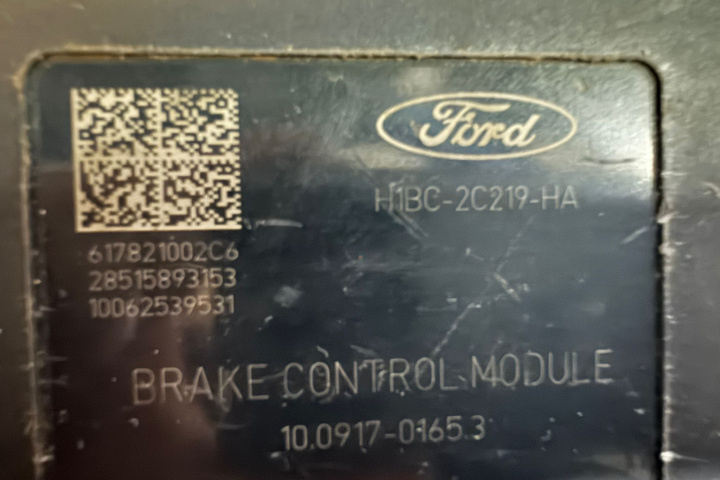 Ford
H1BC-2C219-HA
617821002C6
28515893153
10062539531
BRAKE CONTROL MODULE
10.0917-0165.3